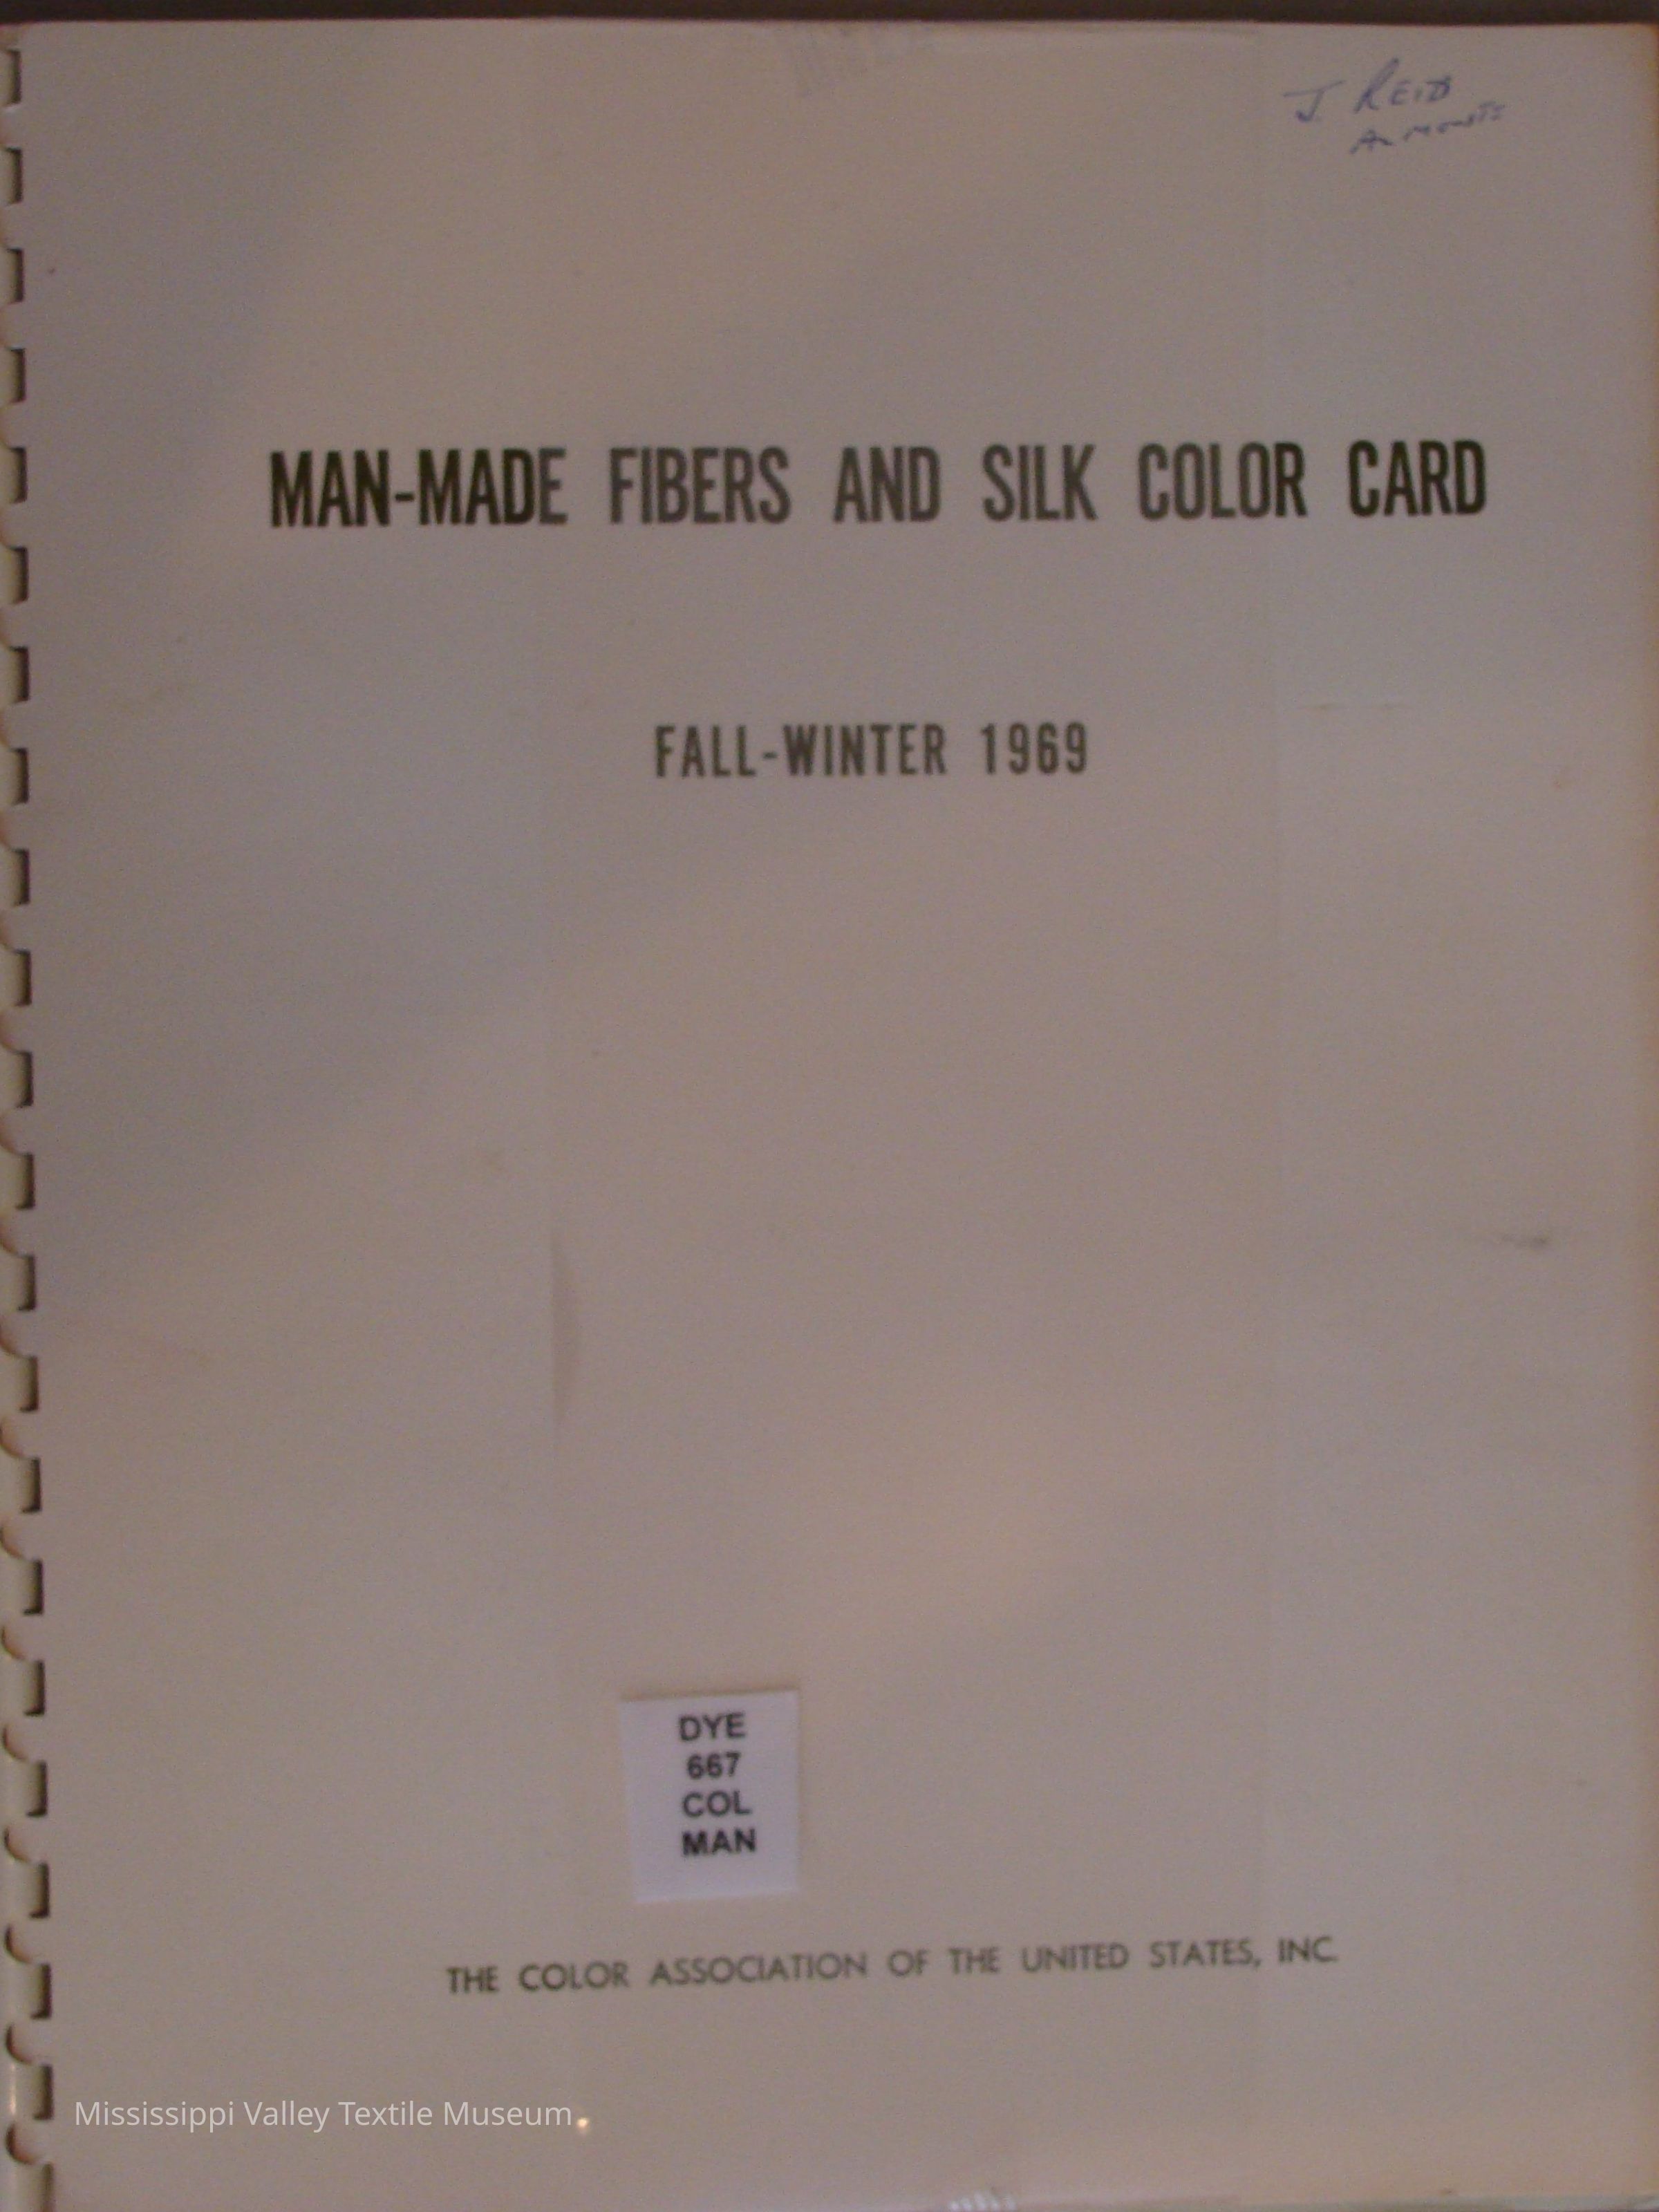 J. REID
ALMONTE
MAN-MADE FIBERS AND SILK COLOR CARD
FALL-WINTER 1969
DYE
667
COL
MAN
THE COLOR ASSOCIATION OF THE UNITED STATES, INC.
Mississippi Valley Textile Museum